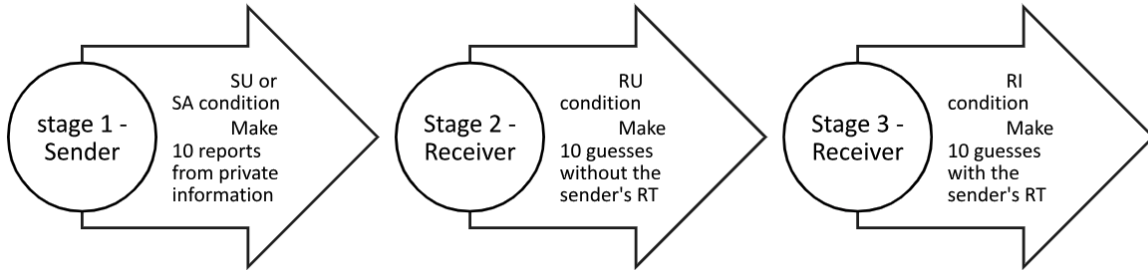 stage 1 -
Sender
SU or
SA condition
Make
10 reports
from private
information
Stage 2 -
Receiver
RU
condition
Make
10 guesses
without the
sender's RT
Stage 3 -
Receiver
RI
condition
Make
10 guesses
with the
sender's RT